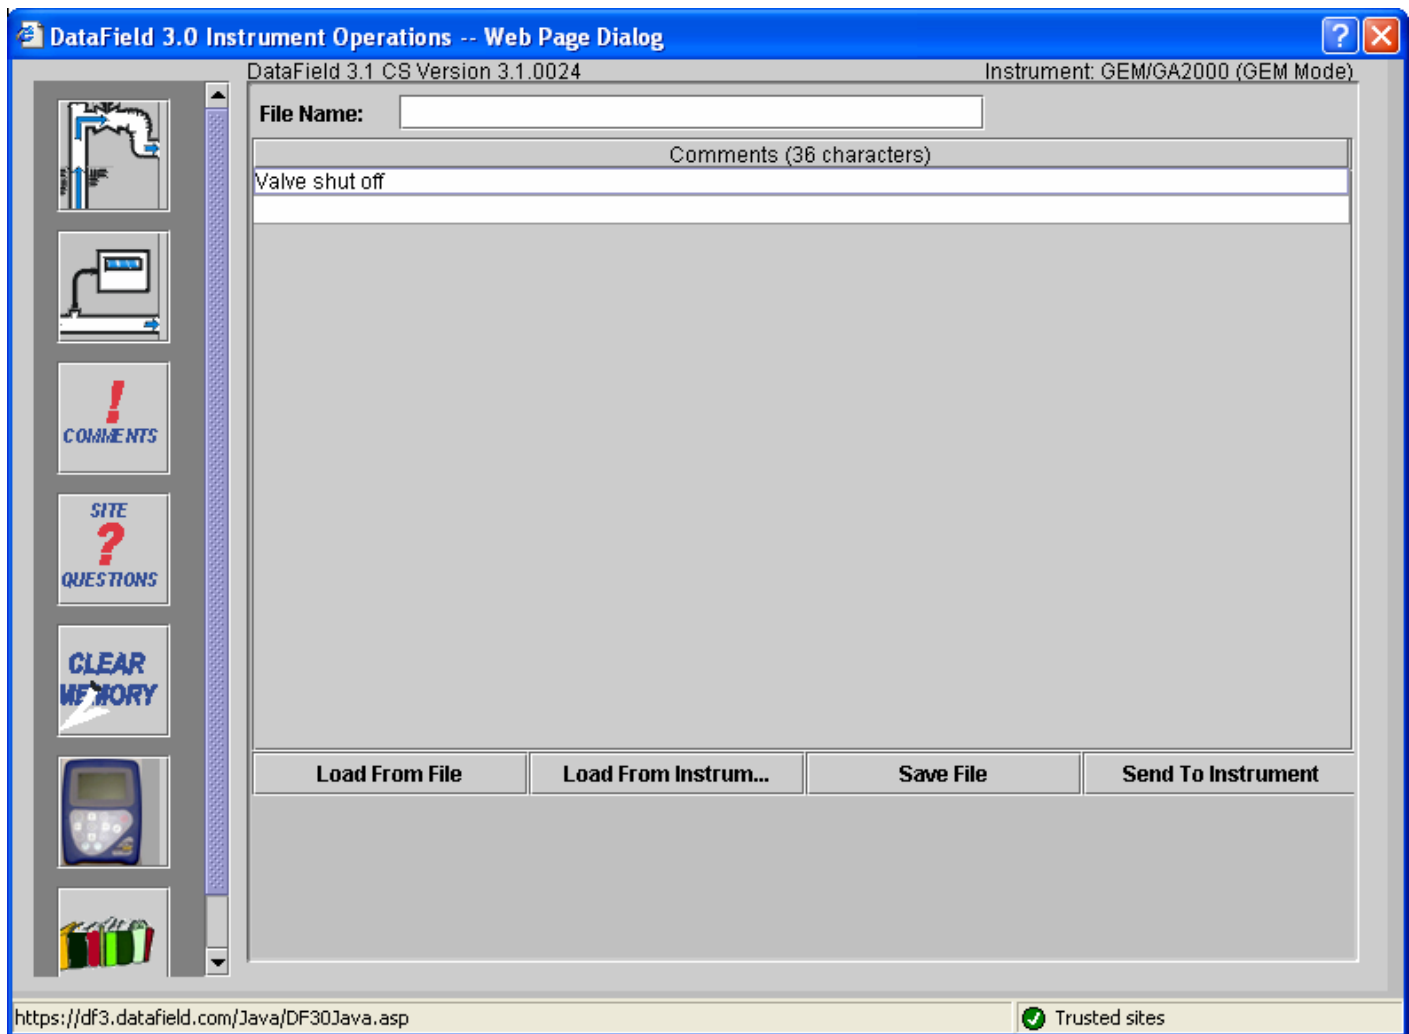 DataField 3.0 Instrument Operations -- Web Page Dialog
DataField 3.1 CS Version 3.1.0024
Instrument: GEM/GA2000 (GEM Mode)
File Name:
Comments (36 characters)
Valve shut off
!
COMMENTS
SITE
?
QUESTIONS
CLEAR
MEMORY
Load From File
Load From Instrum...
Save File
Send To Instrument
https://df3.datafield.com/Java/DF30Java.asp
Trusted sites